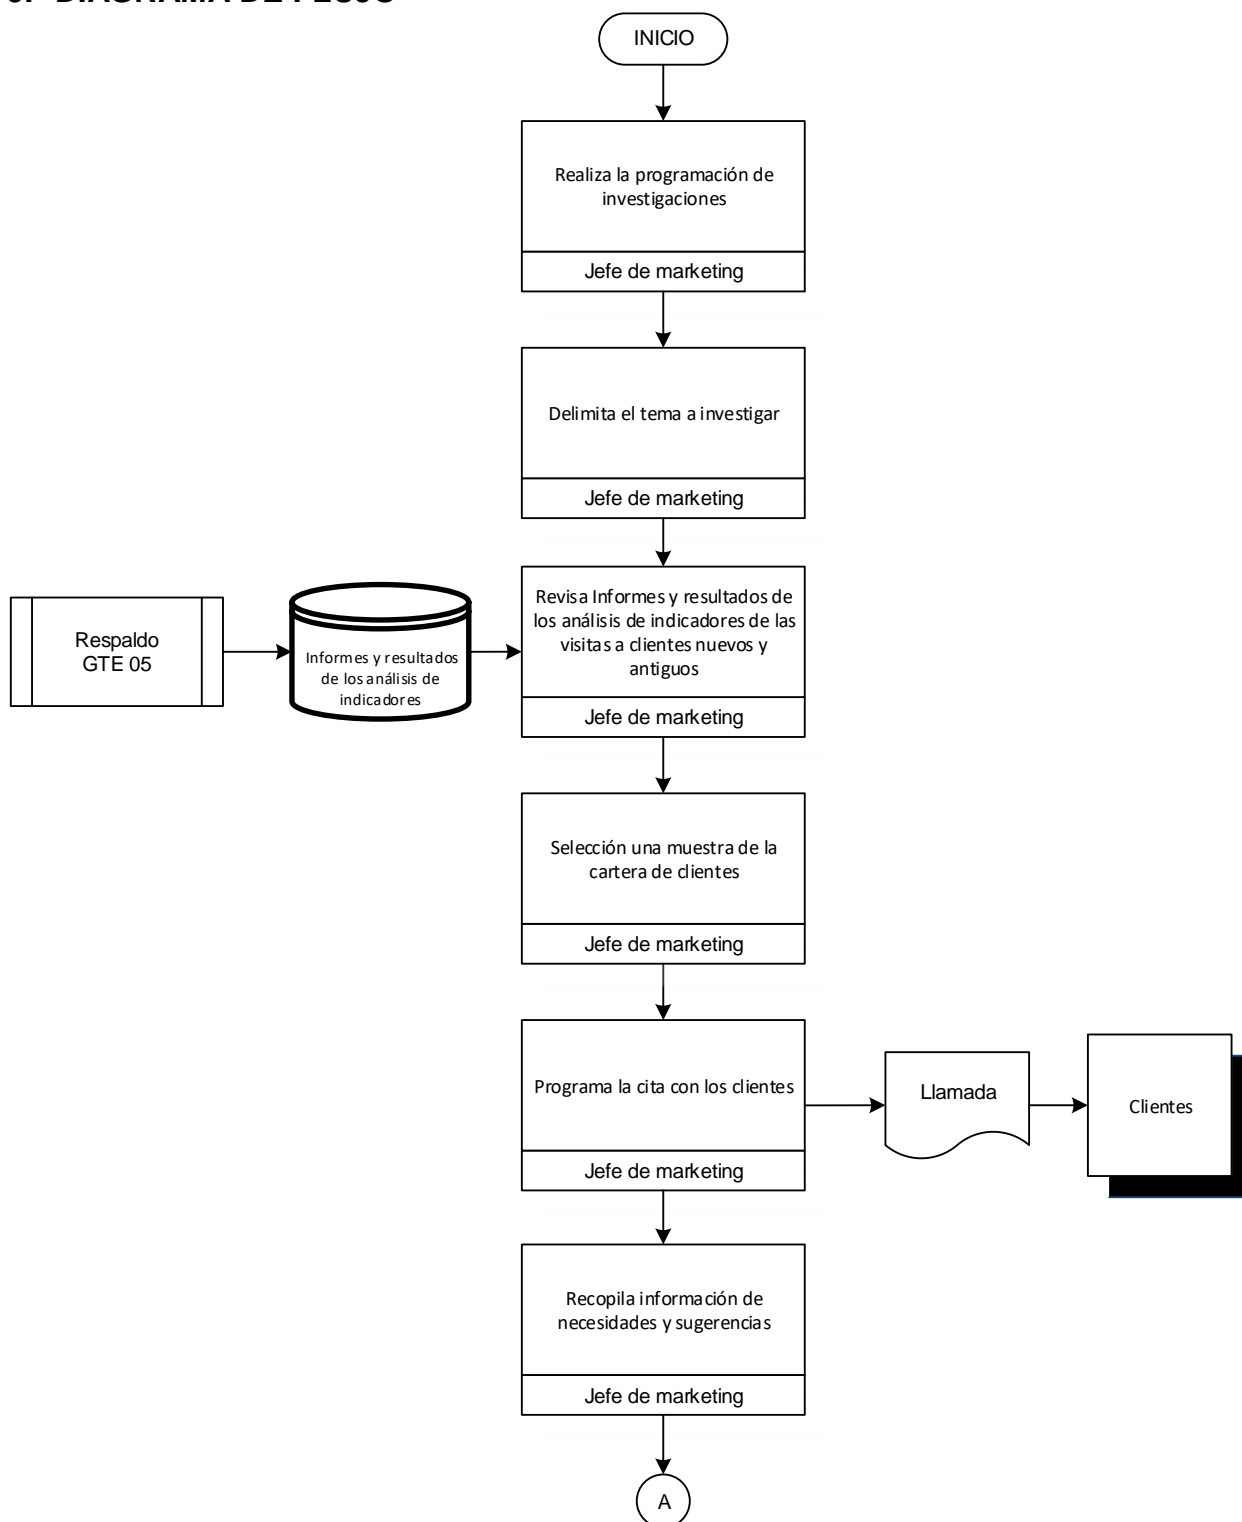 DIAGRAMA DE FLUJO
INICIO
Realiza la programación de
investigaciones
Jefe de marketing
Delimita el tema a investigar
Jefe de marketing
Respaldo
GTE 05
Informes y resultados
de los análisis de
indicadores
Revisa Informes y resultados de
los análisis de indicadores de las
visitas a clientes nuevos y
antiguos
Jefe de marketing
Selección una muestra de la
cartera de clientes
Jefe de marketing
Programa la cita con los clientes
Jefe de marketing
Llamada
Clientes
Recopila información de
necesidades y sugerencias
Jefe de marketing
A